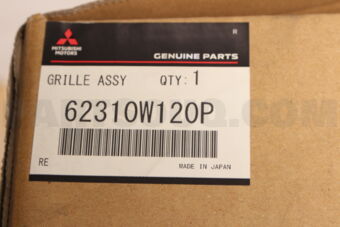 R
MITSUBISHI
MOTORS
GENUINE PARTS
GRILLE ASSY QTY: 1
62310W120P
RE
MADE IN JAPAN